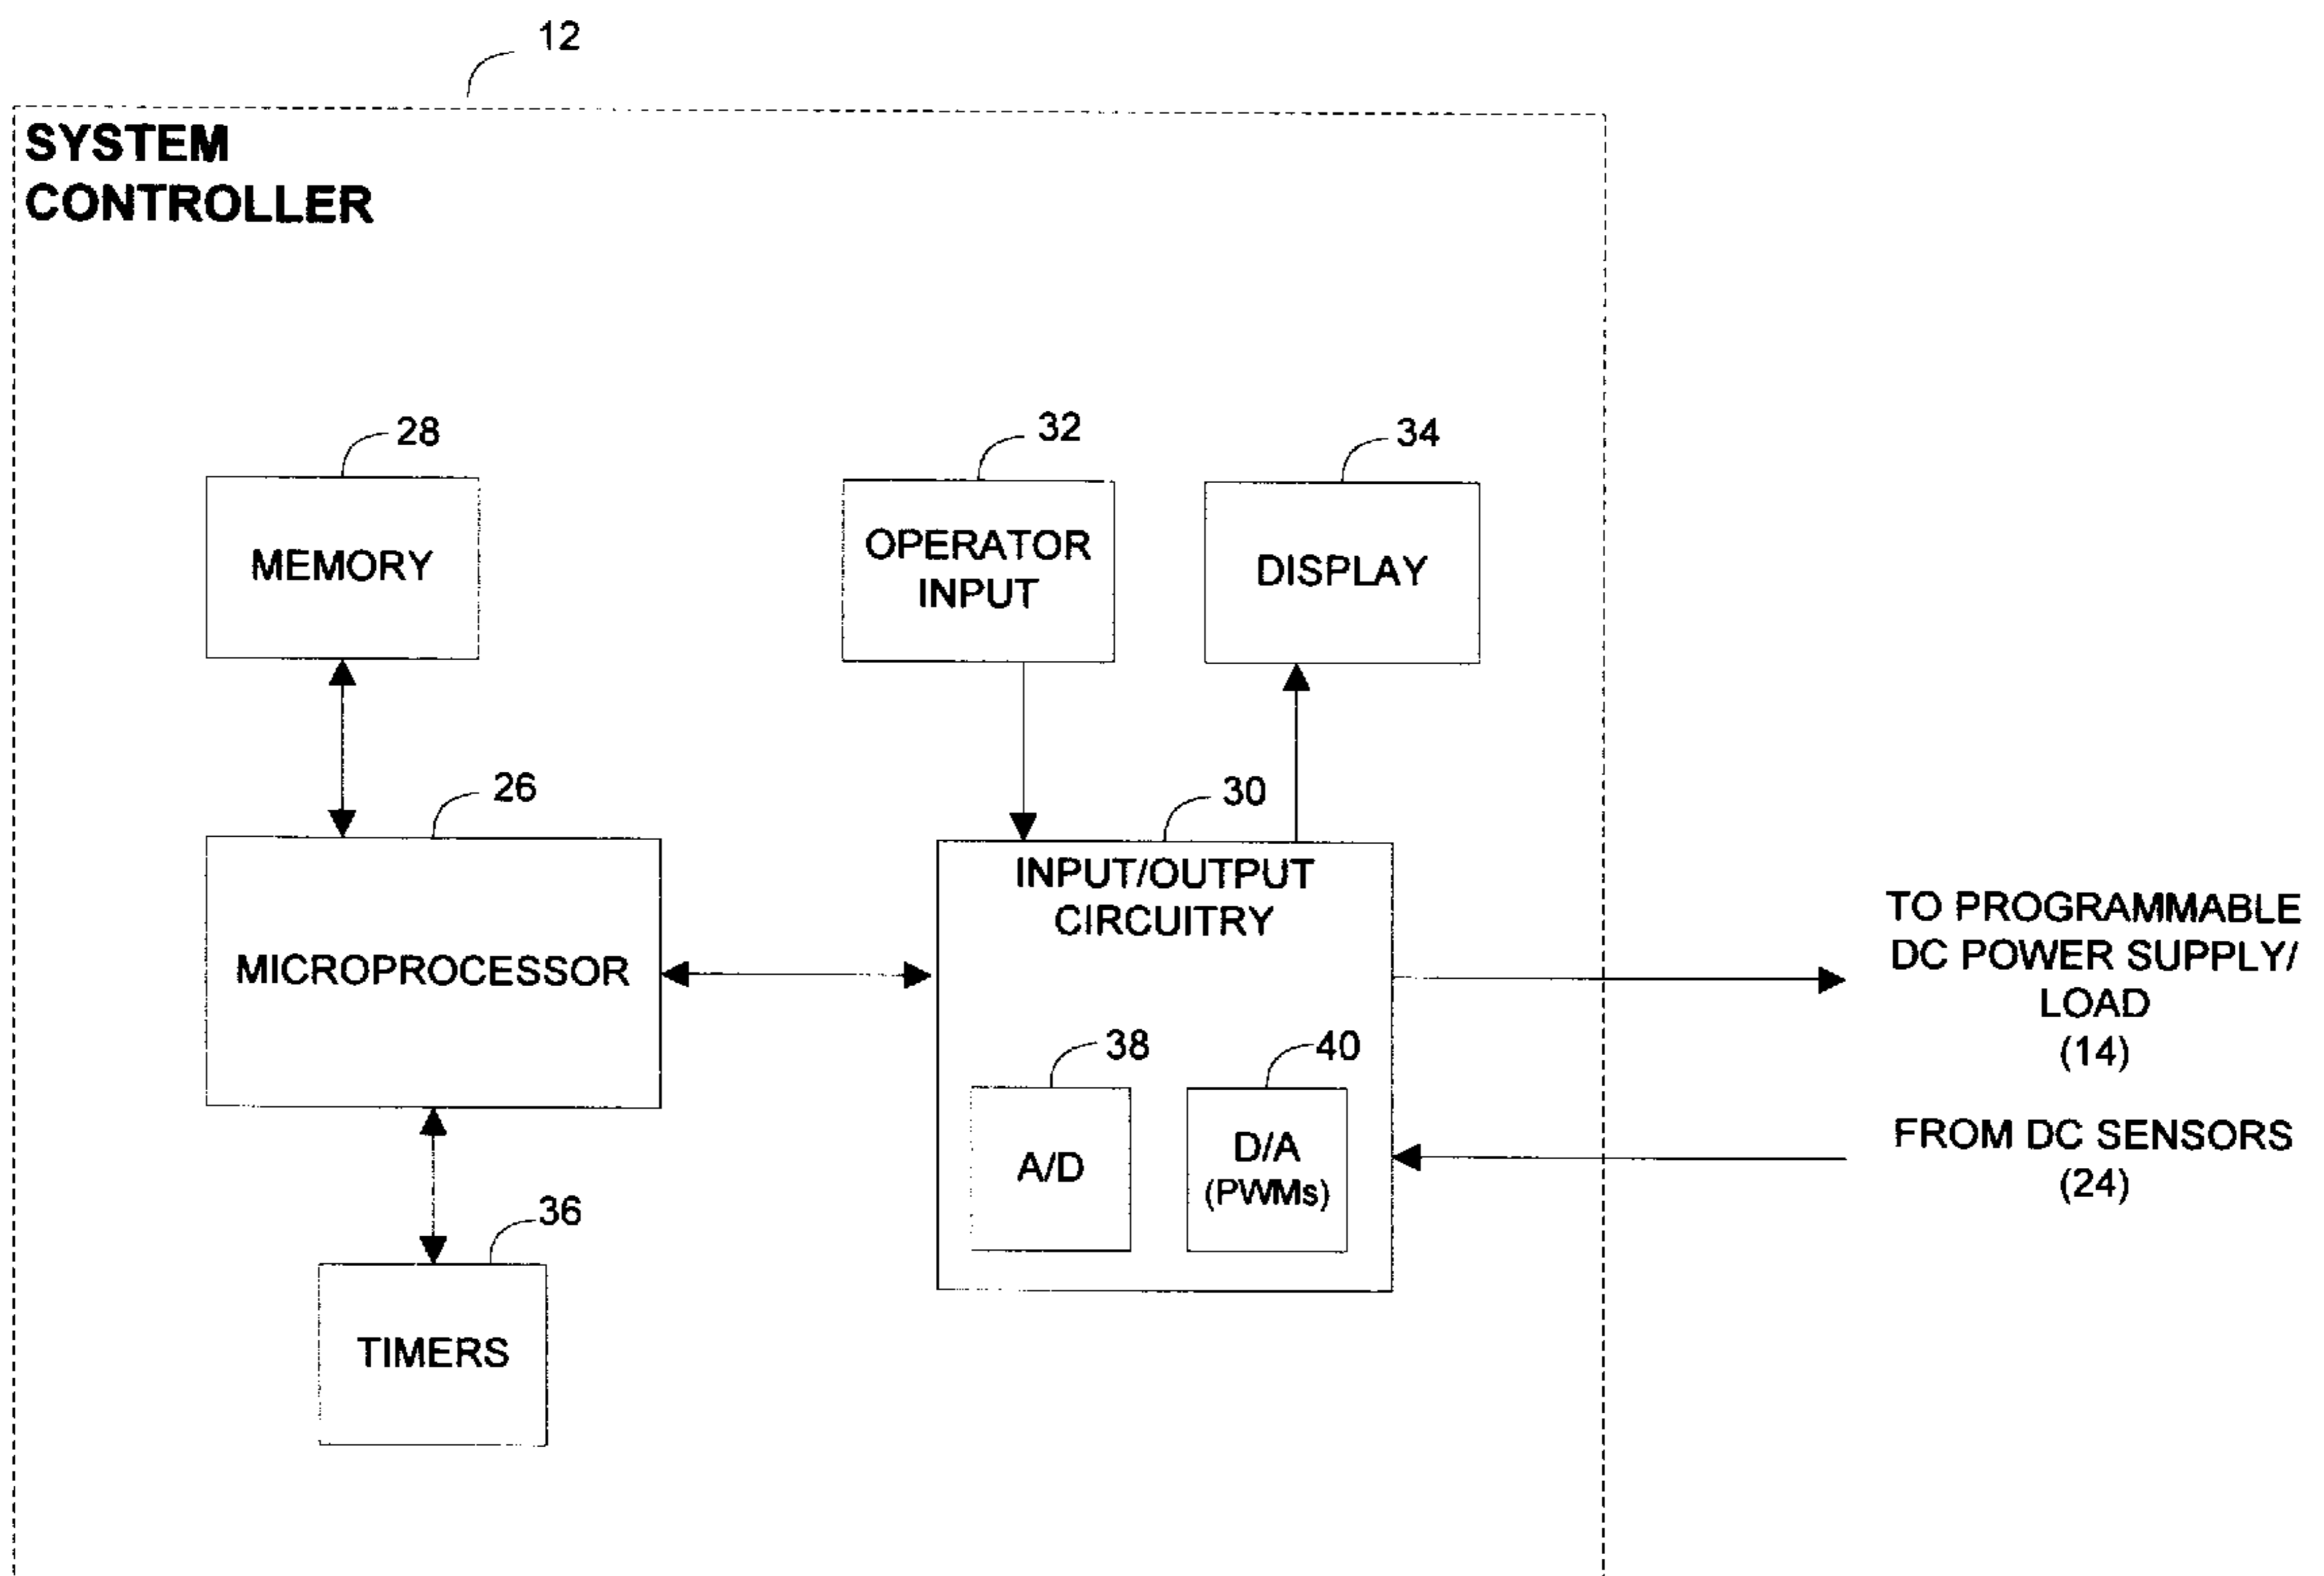 12
SYSTEM
CONTROLLER
28
32
34
MEMORY
OPERATOR
INPUT
DISPLAY
26
30
MICROPROCESSOR
INPUT/OUTPUT
CIRCUITRY
TO PROGRAMMABLE
DC POWER SUPPLY/
LOAD
(14)
38
40
A/D
D/A
(PWMs)
FROM DC SENSORS
(24)
36
TIMERS